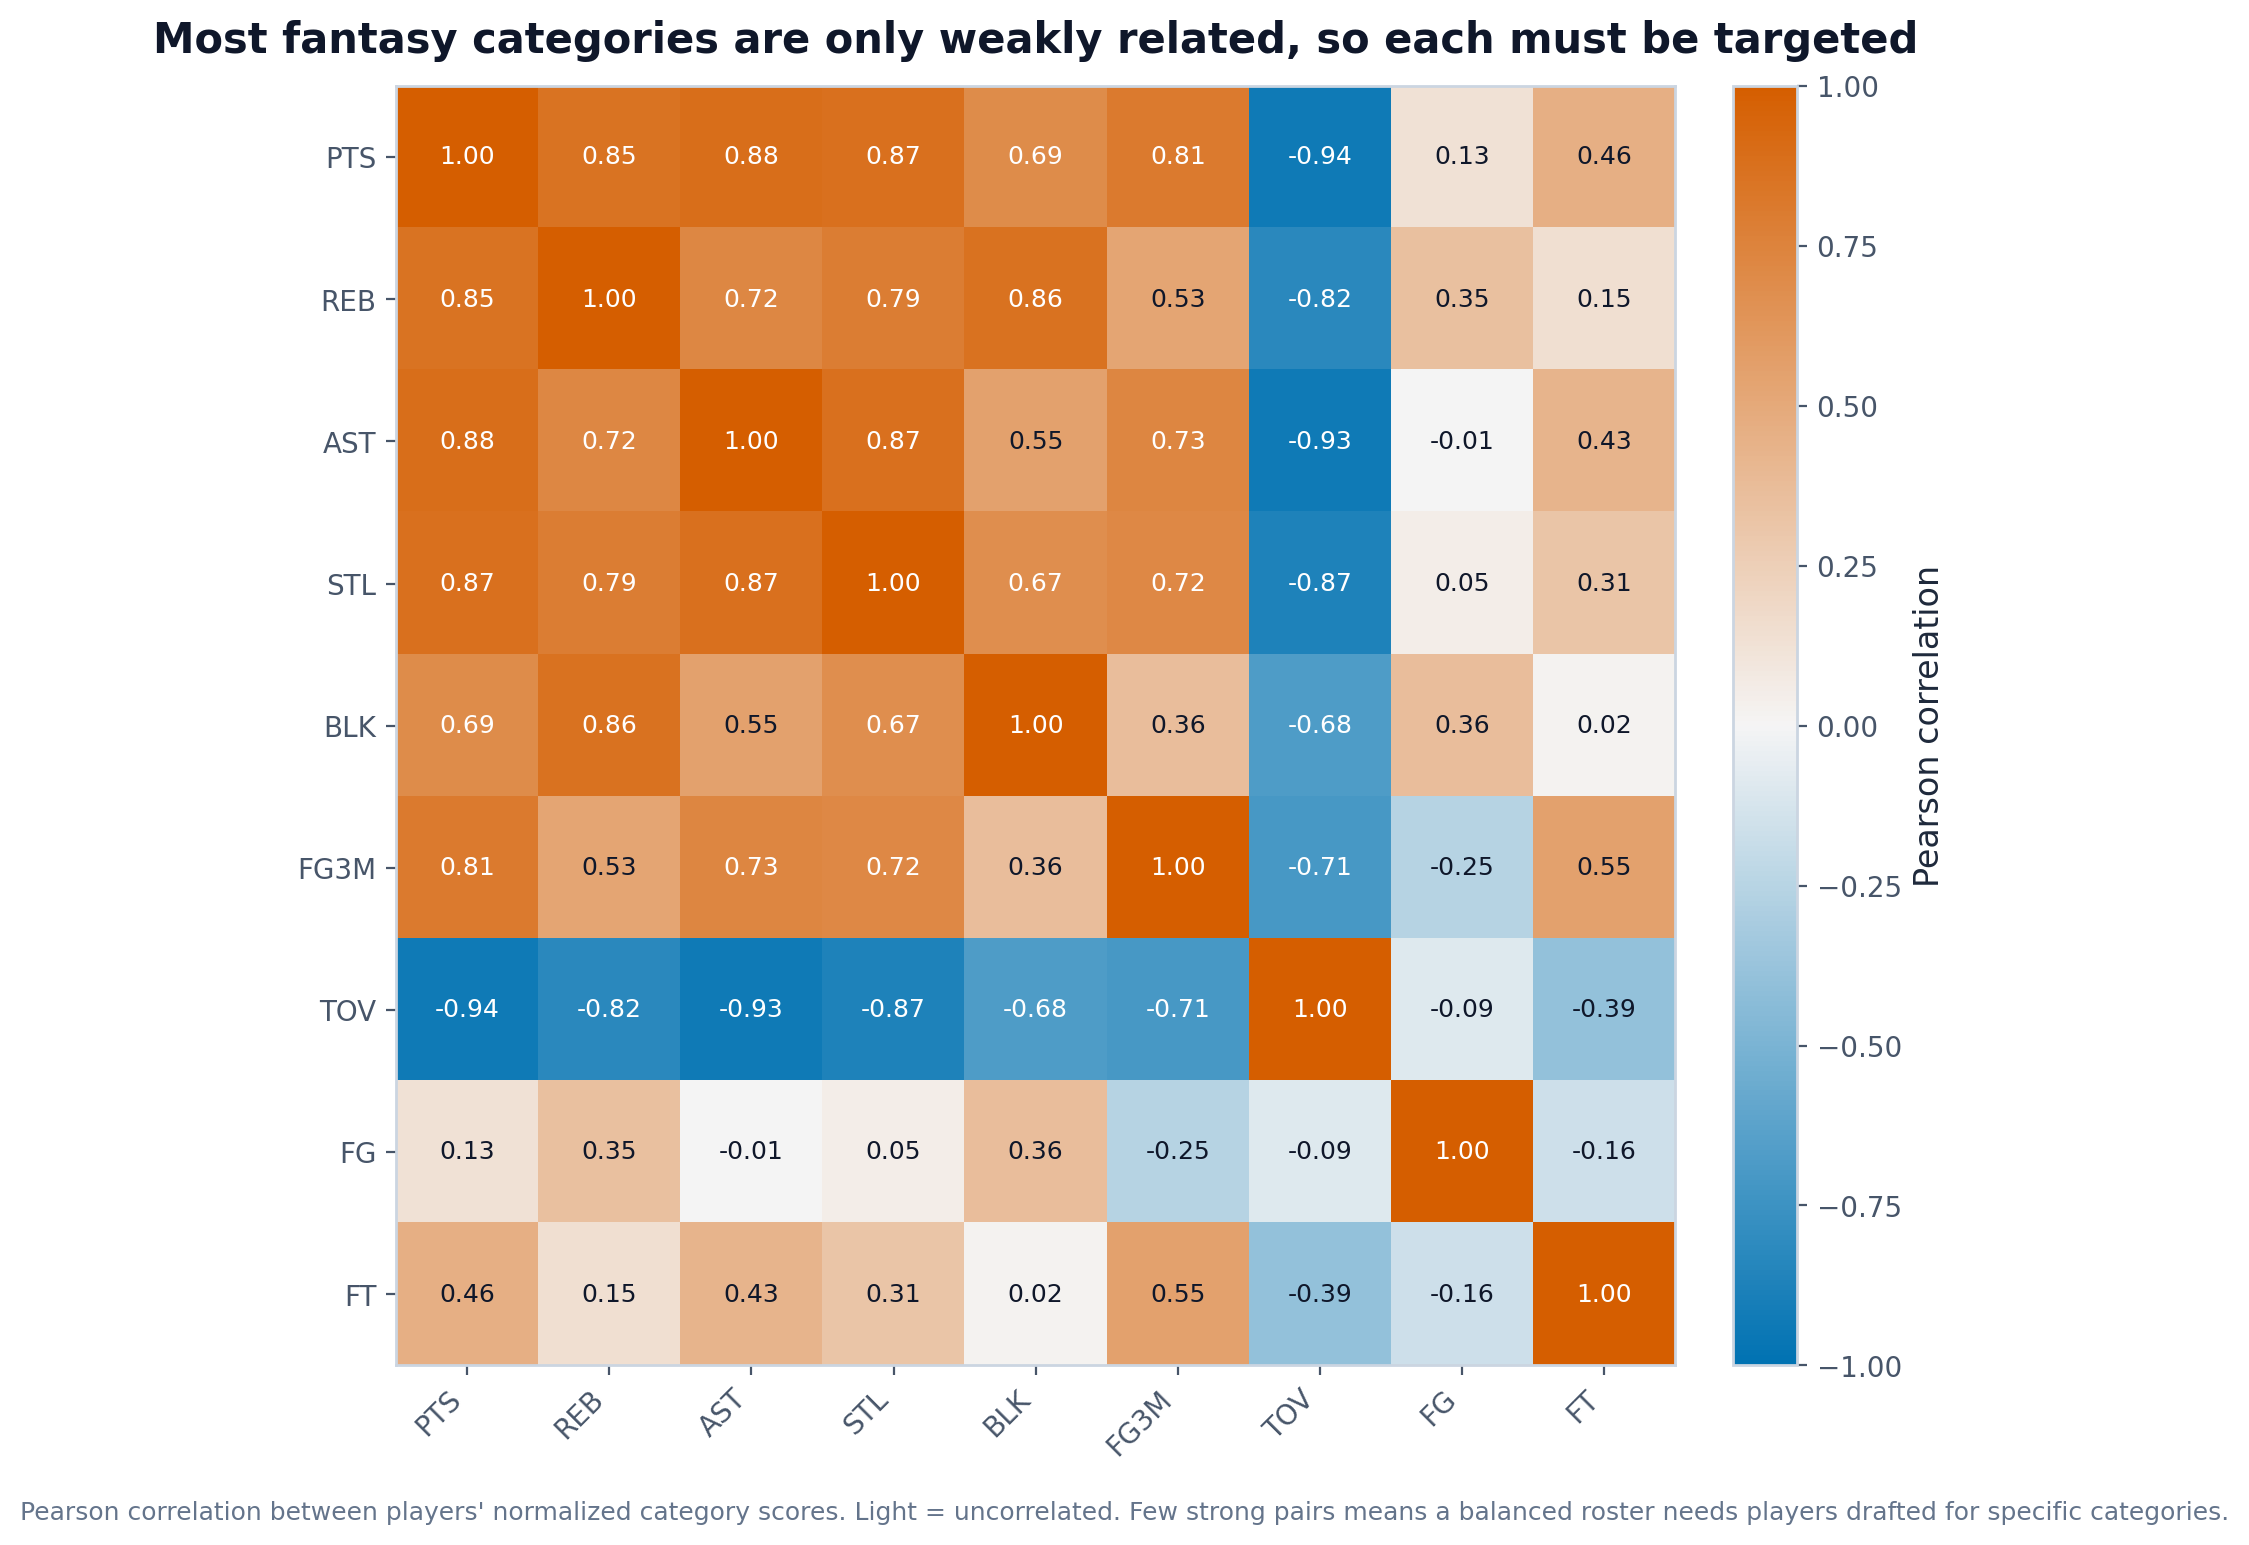 Most fantasy categories are only weakly related, so each must be targeted
PTS 1.00 0.85 0.88 0.87 0.69 0.81 -0.94 0.13 0.46
REB 0.85 1.00 0.72 0.79 0.86 0.53 -0.82 0.35 0.15
AST 0.88 0.72 1.00 0.87 0.55 0.73 -0.93 -0.01 0.43
STL 0.87 0.79 0.87 1.00 0.67 0.72 -0.87 0.05 0.31
BLK 0.69 0.86 0.55 0.67 1.00 0.36 -0.68 0.36 0.02
FG3M 0.81 0.53 0.73 0.72 0.36 1.00 -0.71 -0.25 0.55
TOV -0.94 -0.82 -0.93 -0.87 -0.68 -0.71 1.00 -0.09 -0.39
FG 0.13 0.35 -0.01 0.05 0.36 -0.25 -0.09 1.00 -0.16
FT 0.46 0.15 0.43 0.31 0.02 0.55 -0.39 -0.16 1.00
PTS REB AST STL BLK FG3M TOV FG FT
1.00
0.75
0.50
0.25
0.00
−0.25
−0.50
−0.75
−1.00
Pearson correlation
Pearson correlation between players' normalized category scores. Light = uncorrelated. Few strong pairs means a balanced roster needs players drafted for specific categories.